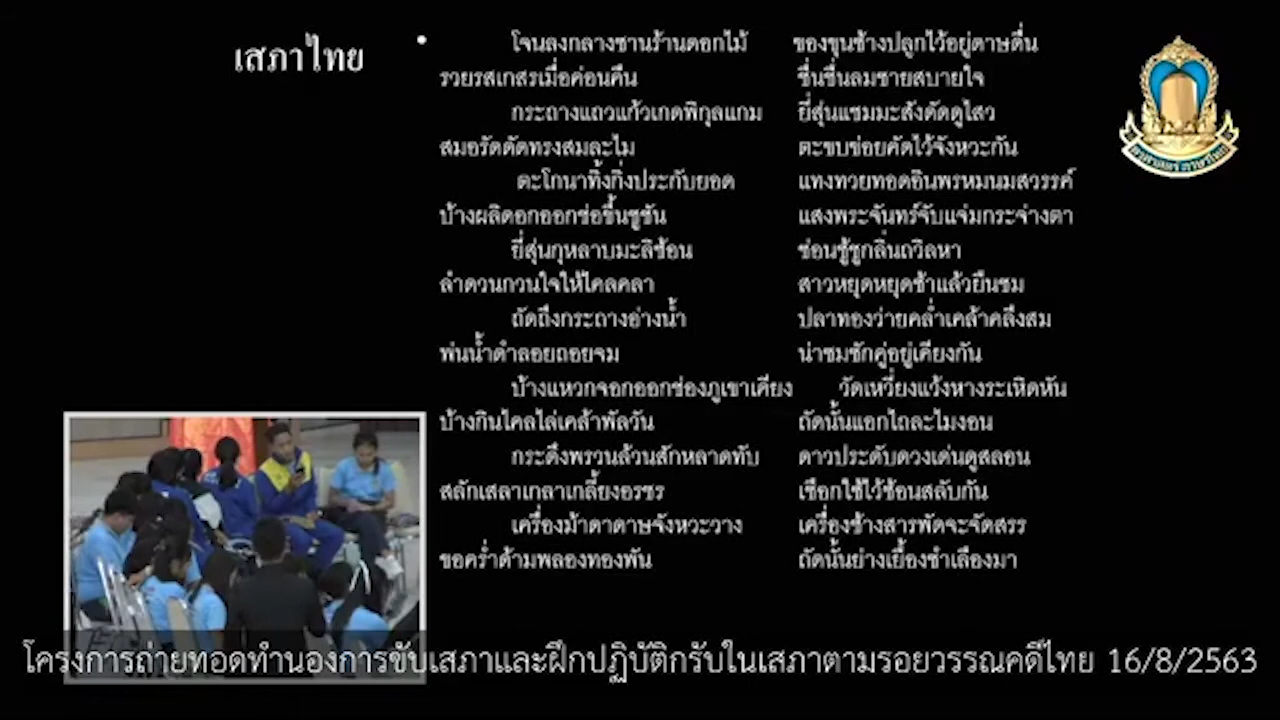 เสภาไทย
• โจนลงกลางชานร้านดอกไม้ ของขุนช้างปลูกไว้อยู่ดาษดื่น
รวยรสเกสรเมื่อค่อนคืน ชื่นชื่นลมชายสบายใจ
กระถางแถวแก้วเกดพิกุลแกม ยี่สุ่นแซมมะสังดัดดูไสว
สมอรัดดัดทรงสมละไม ตะขบข่อยคัดไว้จังหวะกัน
ตะโกนาทิ้งกิ่งประกับยอด แทงทวยทอดอินพรหมนมสวรรค์
บ้างผลิดอกออกช่อขึ้นชูชัน แสงพระจันทร์จับแจ่มกระจ่างตา
ยี่สุ่นกุหลาบมะลิซ้อน ซ่อนชู้ชูกลิ่นถวิลหา
ลำดวนกวนใจให้ไคลคลา สาวหยุดหยุดช้าแล้วยืนชม
ถัดถึงกระถางอ่างน้ำ ปลาทองว่ายคล่ำเคล้าคลึงสม
พ่นน้ำดำลอยถอยจม น่าชมชักคู่อยู่เคียงกัน
บ้างแหวกจอกออกช่องภูเขาเคียง วัดเหวี่ยงแว้งหางระเหิดหัน
บ้างกินไคลไล่เคล้าพัลวัน ถัดนั้นแอกไถละไมงอน
กระดึงพรวนล้วนสักหลาดทับ ดาวประดับดวงเด่นดูสลอน
สลักเสลาเกลาเกลี้ยงอรชร เชือกใช้ไว้ซ้อนสลับกัน
เครื่องม้าดาดาษจังหวะวาง เครื่องช้างสารพัดจะจัดสรร
ขอคร่ำด้ามพลองทองพัน ถัดนั้นย่างเยื้องชำเลืองมา
โครงการถ่ายทอดทำนองการขับเสภาและฝึกปฏิบัติกรับในเสภาตามรอยวรรณคดีไทย 16/8/2563